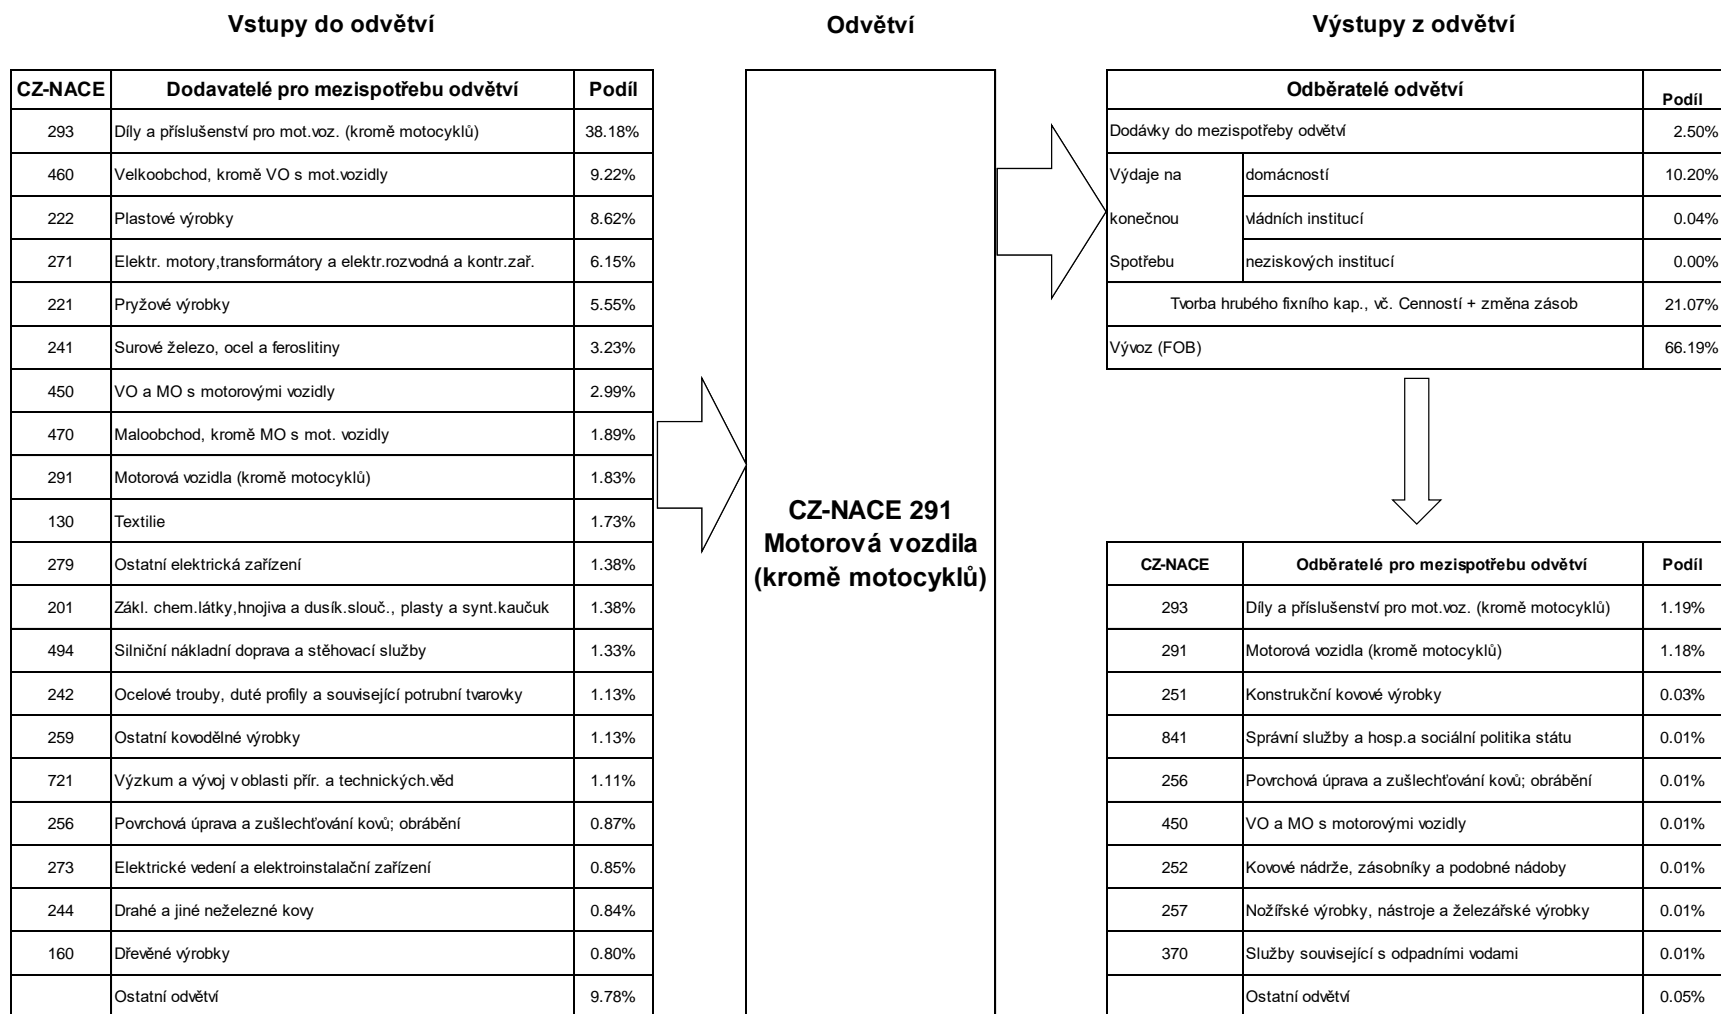 Vstupy do odvětví
Odvětví
Výstupy z odvětví
CZ-NACE Dodavatelé pro mezispotřebu odvětví Podíl
293 Díly a příslušenství pro mot.voz. (kromě motocyklů) 38.18%
460 Velkoobchod, kromě VO s mot.vozidly 9.22%
222 Plastové výrobky 8.62%
271 Elektr. motory,transformátory a elektr.rozvodná a kontr.zař. 6.15%
221 Pryžové výrobky 5.55%
241 Surové železo, ocel a feroslitiny 3.23%
450 VO a MO s motorovými vozidly 2.99%
470 Maloobchod, kromě MO s mot. vozidly 1.89%
291 Motorová vozidla (kromě motocyklů) 1.83%
130 Textilie 1.73%
279 Ostatní elektrická zařízení 1.38%
201 Zákl. chem.látky,hnojiva a dusík.slouč., plasty a synt.kaučuk 1.38%
494 Silniční nákladní doprava a stěhovací služby 1.33%
242 Ocelové trouby, duté profily a související potrubní tvarovky 1.13%
259 Ostatní kovodělné výrobky 1.13%
721 Výzkum a vývoj v oblasti přír. a technických.věd 1.11%
256 Povrchová úprava a zušlechťování kovů; obrábění 0.87%
273 Elektrické vedení a elektroinstalační zařízení 0.85%
244 Drahé a jiné neželezné kovy 0.84%
160 Dřevěné výrobky 0.80%
Ostatní odvětví 9.78%
CZ-NACE 291
Motorová vozdila
(kromě motocyklů)
Odběratelé odvětví Podíl
Dodávky do mezispotřeby odvětví 2.50%
Výdaje na domácností 10.20%
konečnou vládních institucí 0.04%
Spotřebu neziskových institucí 0.00%
Tvorba hrubého fixního kap., vč. Cenností + změna zásob 21.07%
Vývoz (FOB) 66.19%
CZ-NACE Odběratelé pro mezispotřebu odvětví Podíl
293 Díly a příslušenství pro mot.voz. (kromě motocyklů) 1.19%
291 Motorová vozidla (kromě motocyklů) 1.18%
251 Konstrukční kovové výrobky 0.03%
841 Správní služby a hosp.a sociální politika státu 0.01%
256 Povrchová úprava a zušlechťování kovů; obrábění 0.01%
450 VO a MO s motorovými vozidly 0.01%
252 Kovové nádrže, zásobníky a podobné nádoby 0.01%
257 Nožířské výrobky, nástroje a železářské výrobky 0.01%
370 Služby související s odpadními vodami 0.01%
Ostatní odvětví 0.05%